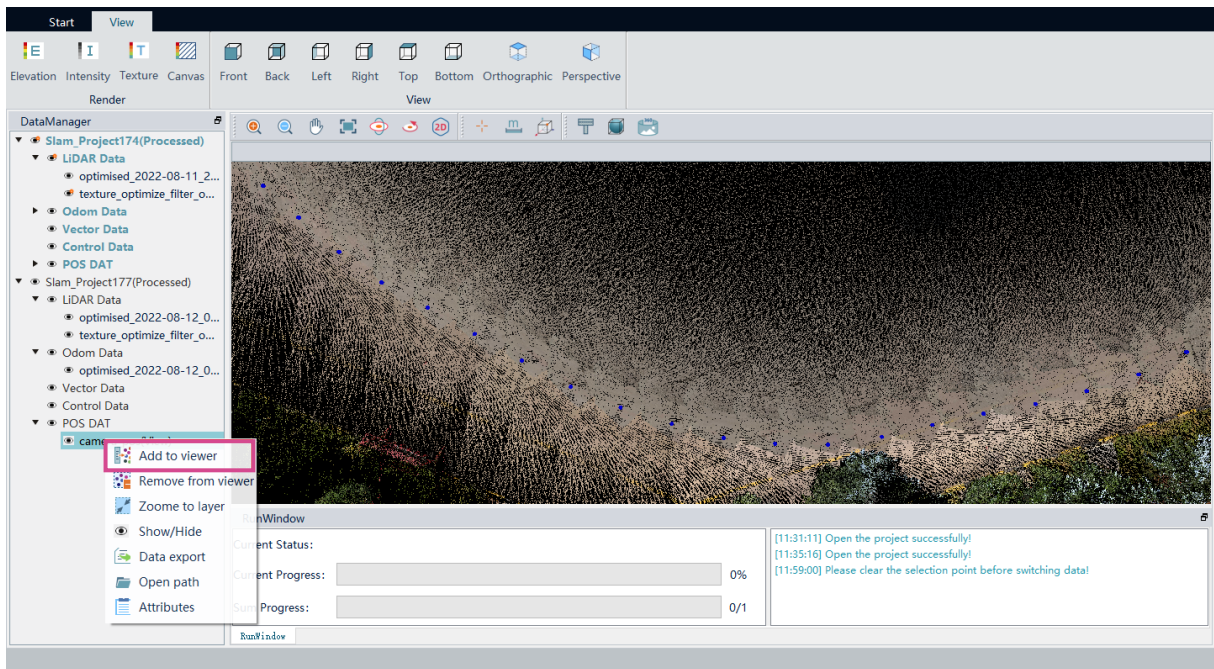 Start View
E I T
Elevation Intensity Texture Canvas Front Back Left Right Top Bottom Orthographic Perspective
Render View
DataManager
2D m
Slam_Project174(Processed)
LiDAR Data
optimised_2022-08-11_2...
texture_optimize_filter_o...
Odom Data
Vector Data
Control Data
POS DAT
Slam_Project177(Processed)
LiDAR Data
optimised_2022-08-12_0...
texture_optimize_filter_o...
Odom Data
optimised_2022-08-12_0...
Vector Data
Control Data
POS DAT
Add to viewer
Remove from viewer
Zoome to layer
Show/Hide
Data export
Open path
Attributes
RunWindow
Current Status:
Current Progress: 0%
Sum Progress: 0/1
[11:31:11] Open the project successfully!
[11:35:16] Open the project successfully!
[11:59:00] Please clear the selection point before switching data!
RunWindow